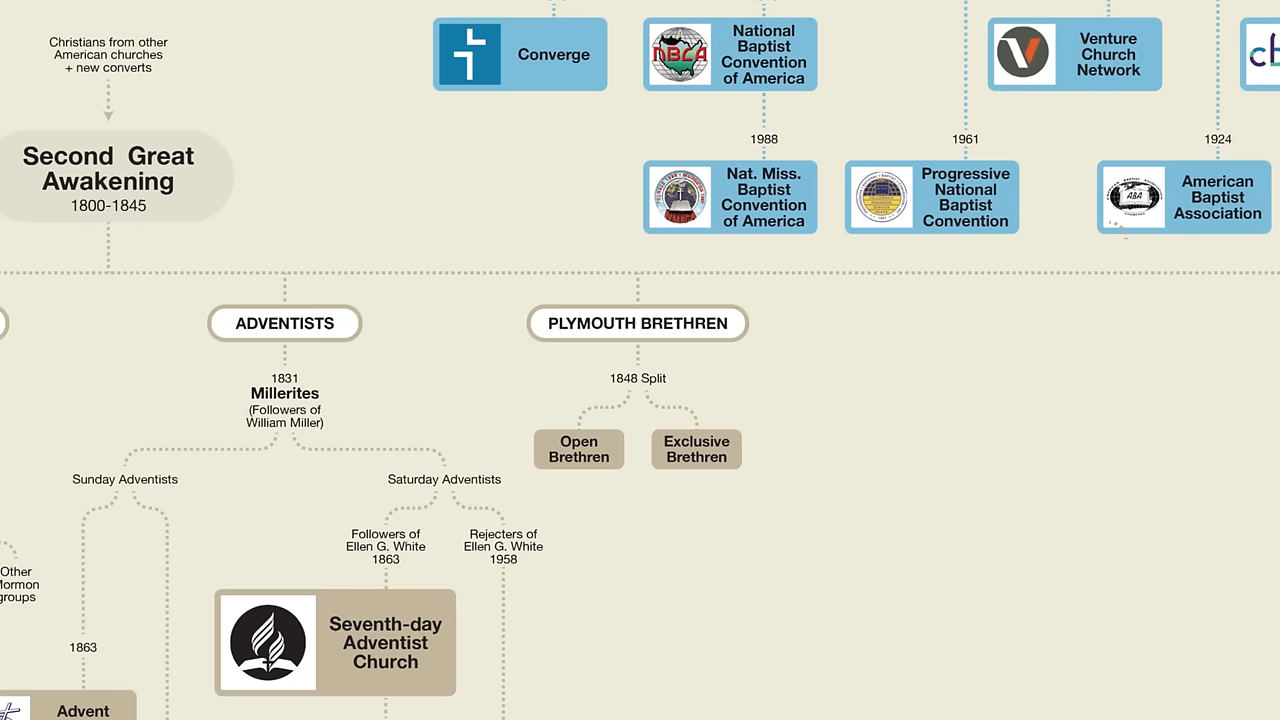 Christians from other
American churches
+ new converts
Second Great
Awakening
1800-1845
Converge
NBCA
National
Baptist
Convention
of America
Venture
Church
Network
cb
1988
1961
1924
Nat. Miss.
Baptist
Convention
of America
Progressive
National
Baptist
Convention
ABA
American
Baptist
Association
ADVENTISTS
PLYMOUTH BRETHREN
1831
Millerites
(Followers of
William Miller)
1848 Split
Open
Brethren
Exclusive
Brethren
Sunday Adventists
Saturday Adventists
Followers of
Ellen G. White
1863
Rejecters of
Ellen G. White
1958
Other
Mormon
groups
1863
Seventh-day
Adventist
Church
Advent